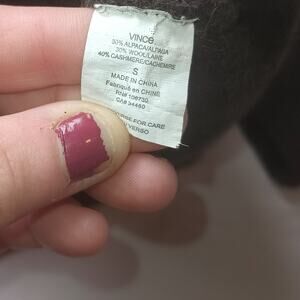 VINCE.
30% ALPACA/ALPAGA
30% WOOL/LAINE
40% CASHMERE/CACHEMIRE
S
MADE IN CHINA
Fabriqué en CHINE
RN# 106730
CA# 34460
FOR CARE
VERSO